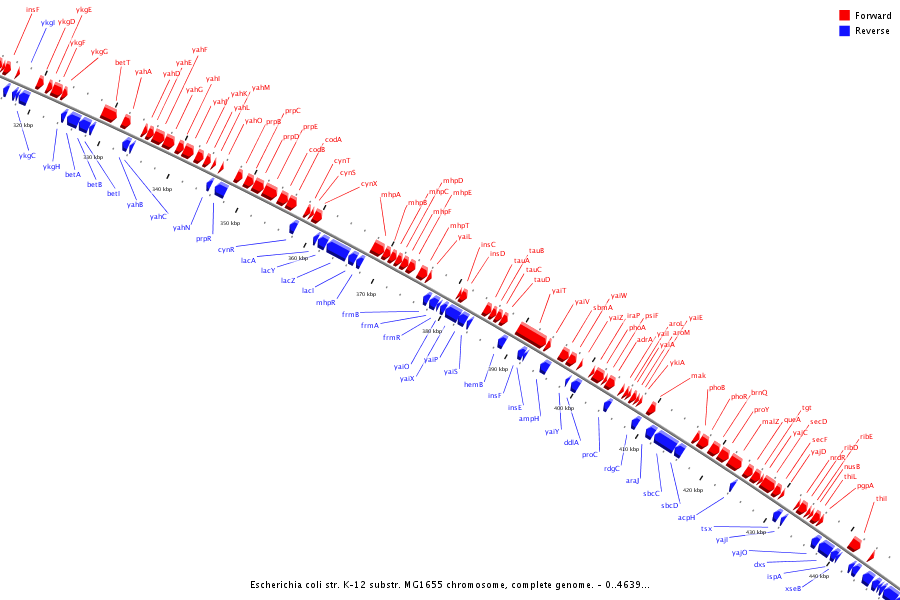 Forward
Reverse
insF
ykgI
ykgD
ykgE
ykgF
ykgG
betT
yahA
yahD
yahE
yahF
yahG
yahI
yahJ
yahK
yahL
yahM
yahO
prpB
prpC
prpD
prpE
codB
codA
cynT
cynS
cynX
mhpA
mhpB
mhpC
mhpD
mhpE
mhpF
mhpT
yaiL
insC
insD
tauA
tauB
tauC
tauD
yaiT
yaiV
sbmA
yaiW
yaiZ
iraP
phoA
psiF
adrA
yaiI
aroL
yaiA
aroM
yaiE
ykiA
mak
phoB
phoR
brnQ
proY
malZ
queA
tgt
yajC
secD
secF
yajD
nrdR
ribD
ribE
nusB
thiL
pgpA
thiI
320 kbp
330 kbp
340 kbp
350 kbp
360 kbp
370 kbp
380 kbp
390 kbp
400 kbp
410 kbp
420 kbp
430 kbp
440 kbp
ykgC
ykgH
betA
betB
betI
yahB
yahC
yahN
prpR
cynR
lacA
lacY
lacZ
lacI
mhpR
frmB
frmA
frmR
yaiO
yaiX
yaiP
yaiS
hemB
insF
insE
ampH
yaiY
ddlA
proC
rdgC
araJ
sbcC
sbcD
acpH
tsx
yajI
yajO
dxs
ispA
xseB
Escherichia coli str. K-12 substr. MG1655 chromosome, complete genome. - 0.4639...